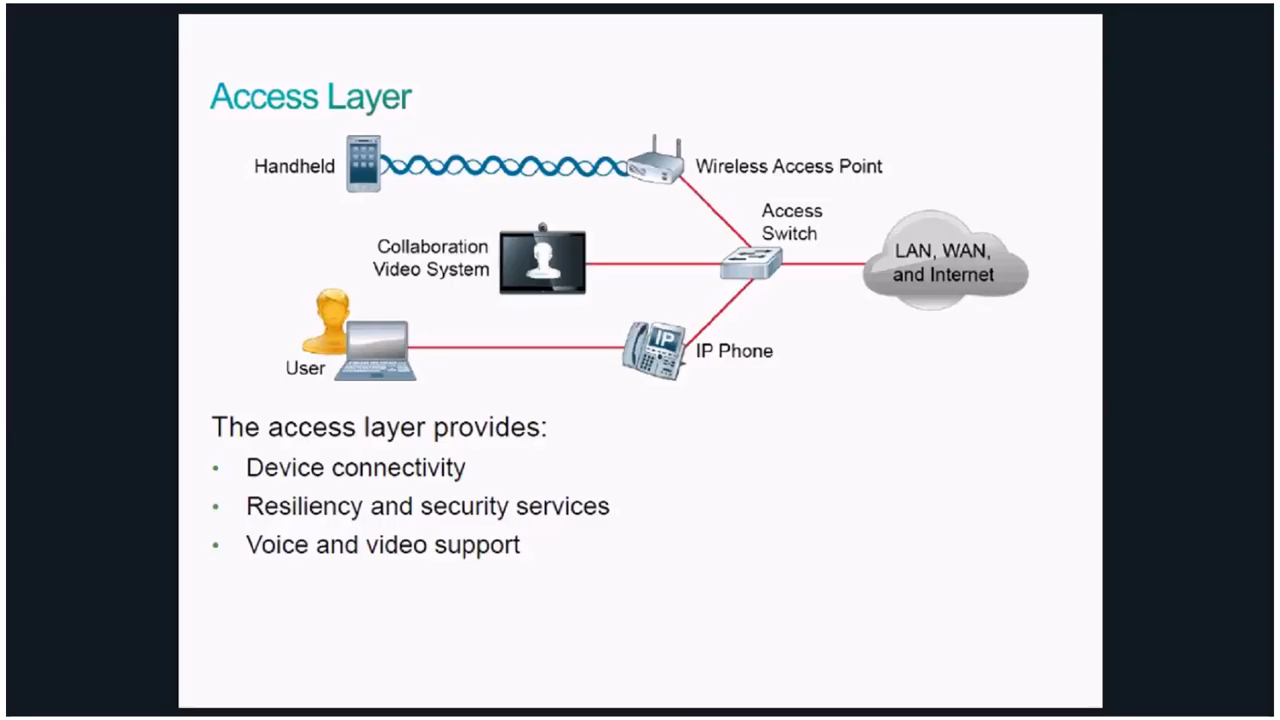 Access Layer
Handheld
Wireless Access Point
Access
Switch
Collaboration
Video System
LAN, WAN,
and Internet
IP
User
IP Phone
The access layer provides:
• Device connectivity
• Resiliency and security services
• Voice and video support